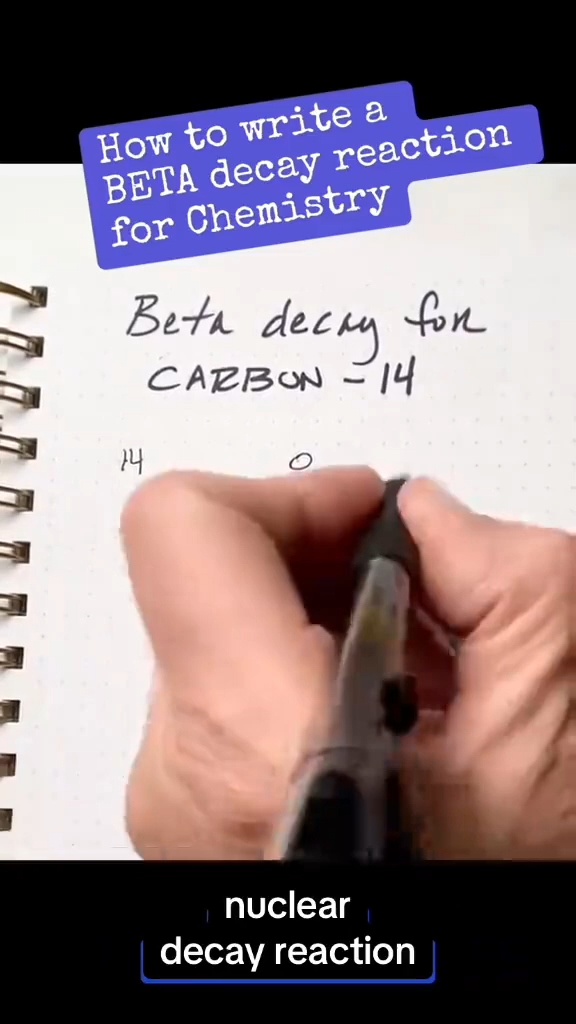 How to write a
BETA decay reaction
for Chemistry
Beta decay for
CARBON - 14
14 0
nuclear
decay reaction